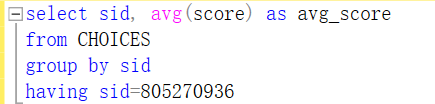 select sid, avg(score) as avg_score
from CHOICES
group by sid
having sid=805270936